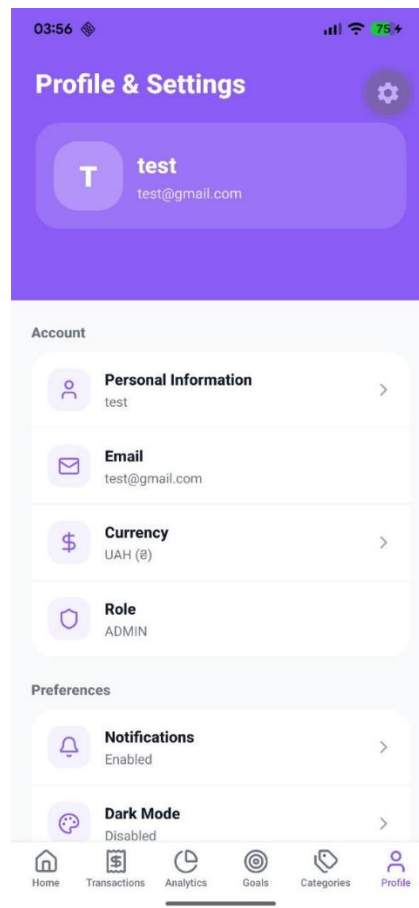 03:56
75
Profile & Settings
T
test
test@gmail.com
Account
Personal Information
test
Email
test@gmail.com
Currency
UAH (₴)
Role
ADMIN
Preferences
Notifications
Enabled
Dark Mode
Disabled
Home Transactions Analytics Goals Categories Profile